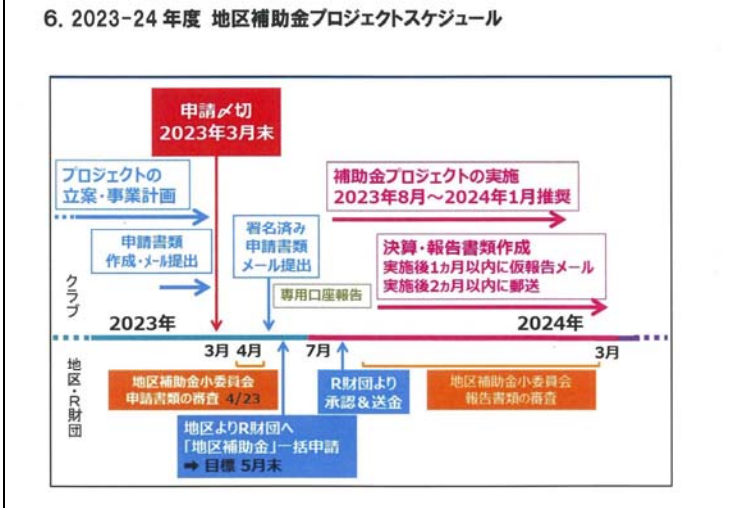 6. 2023-24 年度 地区補助金プロジェクトスケジュール
申請〆切
2023年3月末
プロジェクトの
立案・事業計画
補助金プロジェクトの実施
2023年8月～2024年1月推奨
申請書類
作成・メール提出
署名済み
申請書類
メール提出
決算・報告書類作成
実施後1ヵ月以内に仮報告メール
実施後2ヵ月以内に郵送
専用口座報告
クラブ
2023年
2024年
3月
4月
7月
3月
地区・R財団
地区補助金小委員会
申請書類の審査 4/23
R財団より
承認&送金
地区補助金小委員会
報告書類の審査
地区よりR財団へ
「地区補助金」一括申請
➡ 目標 5月末